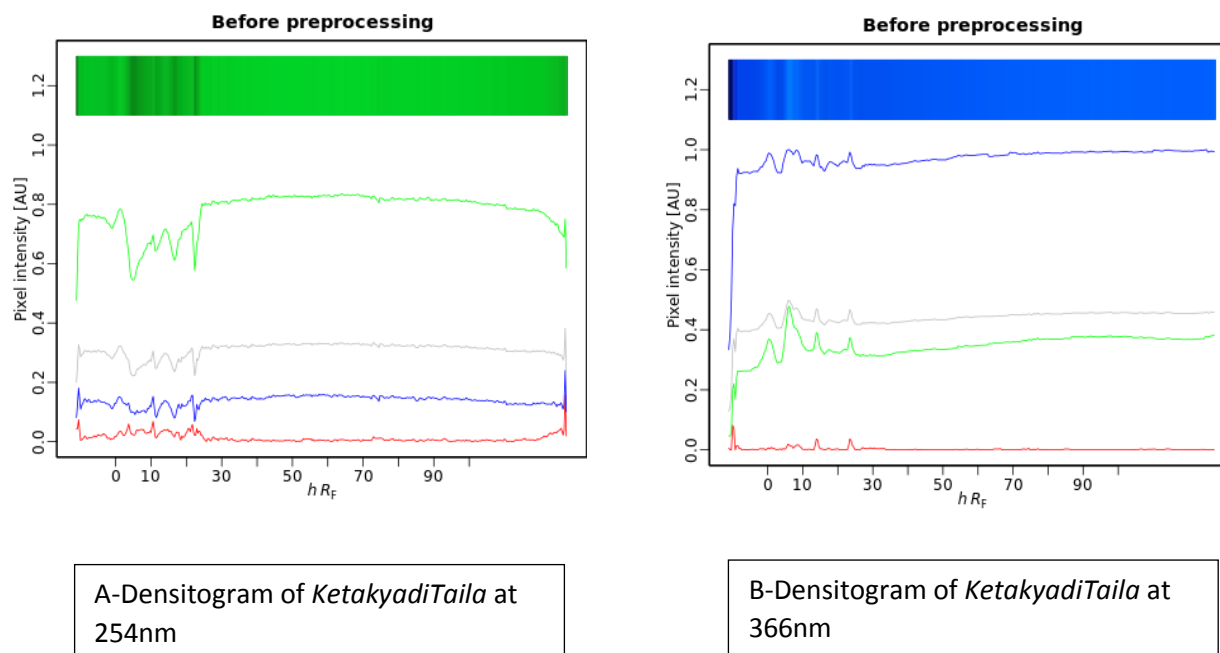 Before preprocessing
Pixel intensity [AU]
0.0 0.2 0.4 0.6 0.8 1.0 1.2
0 10 30 50 70 90
h RF
A-Densitogram of KetakyadiTaila at
254nm
Before preprocessing
Pixel intensity [AU]
0.0 0.2 0.4 0.6 0.8 1.0 1.2
0 10 30 50 70 90
h RF
B-Densitogram of KetakyadiTaila at
366nm